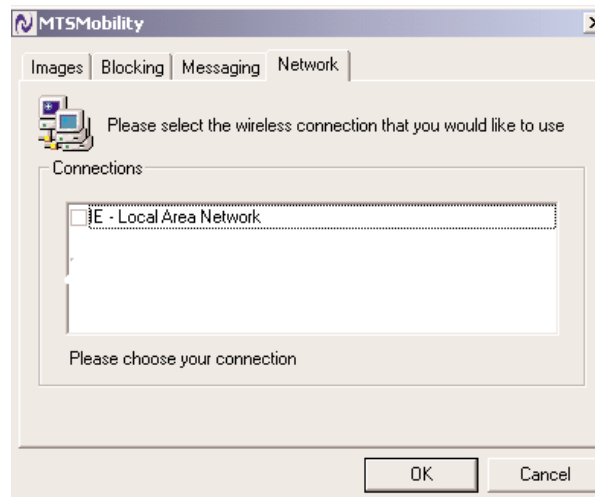 MTSMobility
Images Blocking Messaging Network
Please select the wireless connection that you would like to use
Connections
IE - Local Area Network
Please choose your connection
OK Cancel